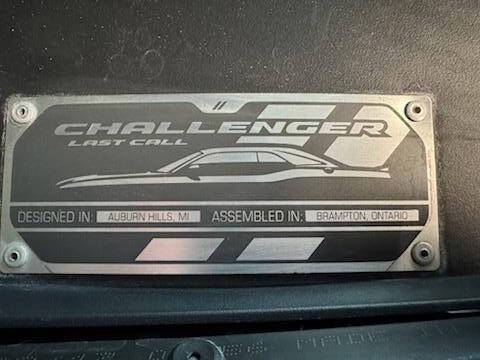 CHALLENGER
LAST CALL
DESIGNED IN: AUBURN HILLS, MI ASSEMBLED IN: BRAMPTON, ONTARIO